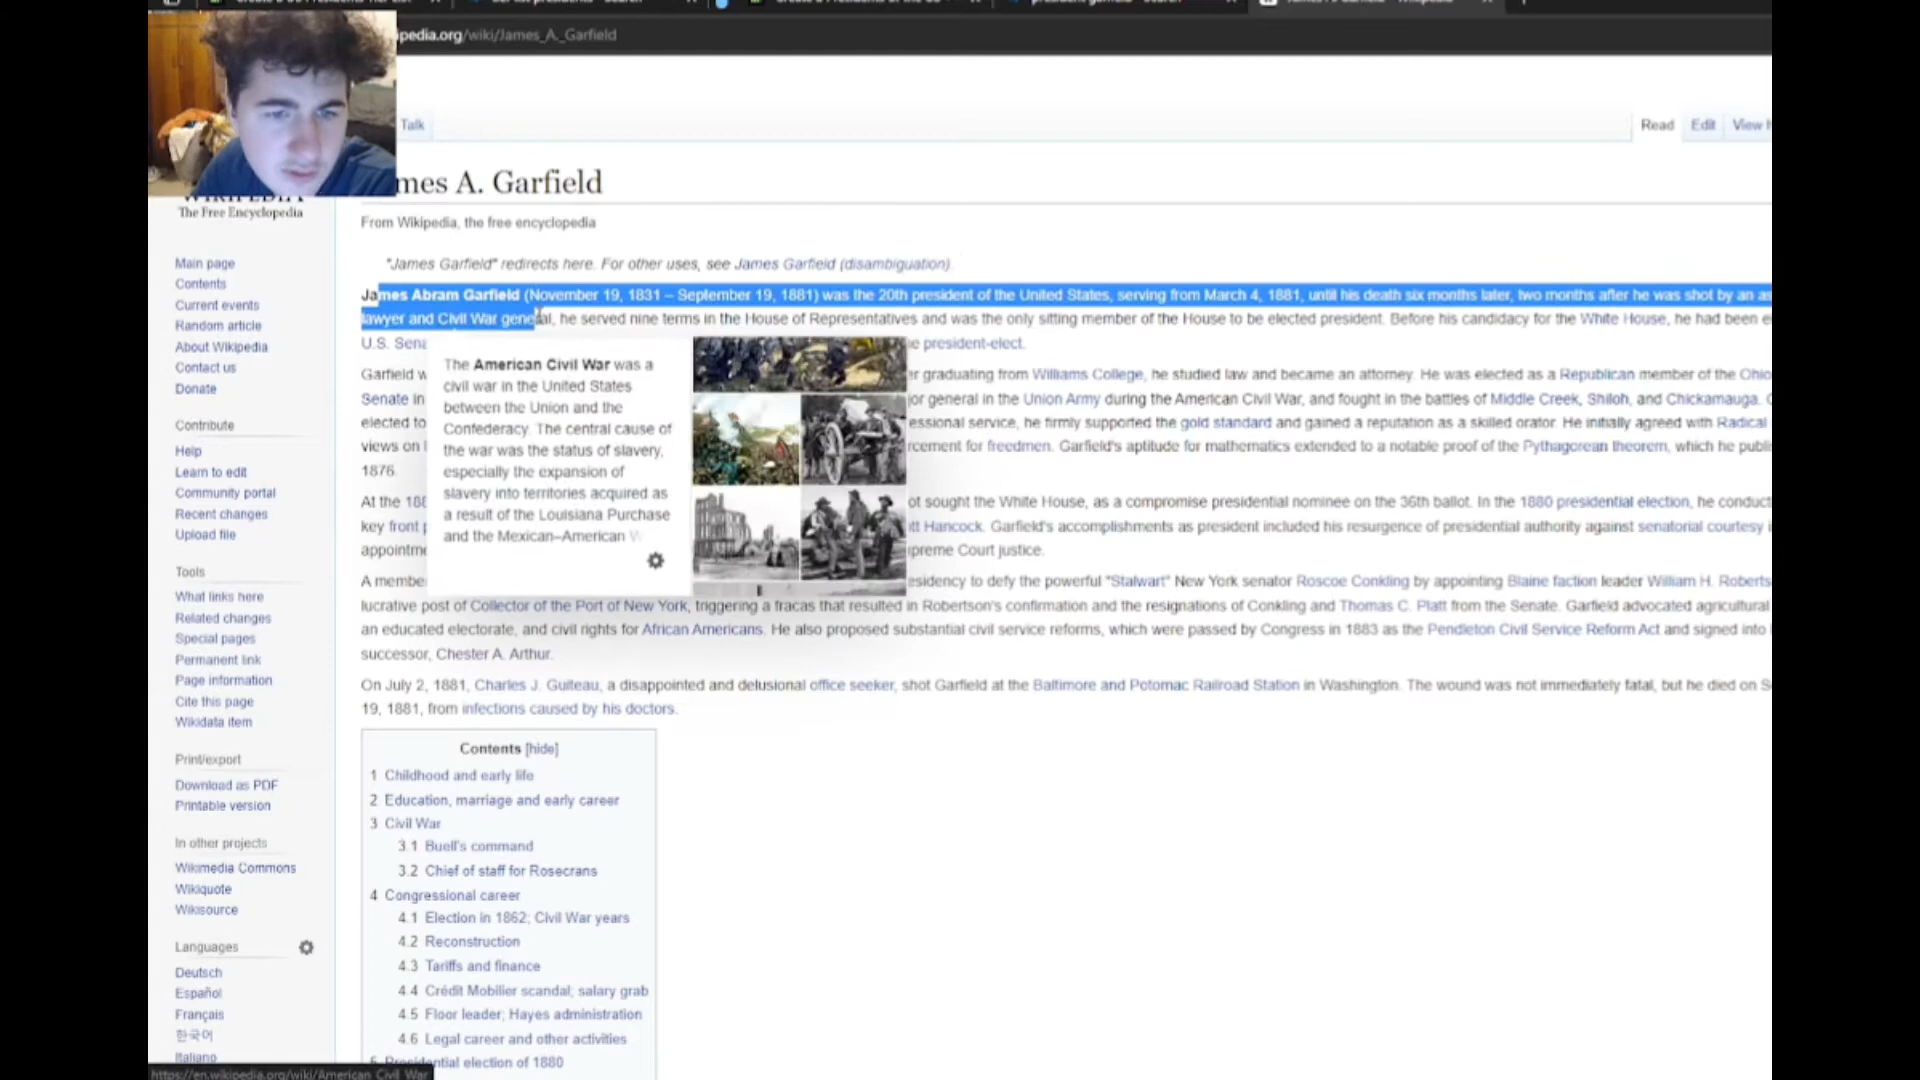 ipedia.org/wiki/James_A._Garfield
Talk
Read Edit View
mes A. Garfield
The Free Encyclopedia
From Wikipedia, the free encyclopedia
"James Garfield" redirects here. For other uses, see James Garfield (disambiguation).
James Abram Garfield (November 19, 1831 – September 19, 1881) was the 20th president of the United States, serving from March 4, 1881, until his death six months later, two months after he was shot by an as
lawyer and Civil War general, he served nine terms in the House of Representatives and was the only sitting member of the House to be elected president. Before his candidacy for the White House, he had been e
U.S. Sena e president-elect.
Garfield w r graduating from Williams College, he studied law and became an attorney. He was elected as a Republican member of the Ohio
Senate in or general in the Union Army during the American Civil War, and fought in the battles of Middle Creek, Shiloh, and Chickamauga.
elected to essional service, he firmly supported the gold standard and gained a reputation as a skilled orator. He initially agreed with Radical
views on rcement for freedmen. Garfield's aptitude for mathematics extended to a notable proof of the Pythagorean theorem, which he publi
1876.
At the 188 ot sought the White House, as a compromise presidential nominee on the 36th ballot. In the 1880 presidential election, he conduct
key front p tt Hancock. Garfield's accomplishments as president included his resurgence of presidential authority against senatorial courtesy i
appointme preme Court justice.
A membe esidency to defy the powerful "Stalwart" New York senator Roscoe Conkling by appointing Blaine faction leader William H. Roberts
lucrative post of Collector of the Port of New York, triggering a fracas that resulted in Robertson's confirmation and the resignations of Conkling and Thomas C. Platt from the Senate. Garfield advocated agricultural
an educated electorate, and civil rights for African Americans. He also proposed substantial civil service reforms, which were passed by Congress in 1883 as the Pendleton Civil Service Reform Act and signed into
successor, Chester A. Arthur.
On July 2, 1881, Charles J. Guiteau, a disappointed and delusional office seeker, shot Garfield at the Baltimore and Potomac Railroad Station in Washington. The wound was not immediately fatal, but he died on S
19, 1881, from infections caused by his doctors.
The American Civil War was a
civil war in the United States
between the Union and the
Confederacy. The central cause of
the war was the status of slavery,
especially the expansion of
slavery into territories acquired as
a result of the Louisiana Purchase
and the Mexican–American W
Main page
Contents
Current events
Random article
About Wikipedia
Contact us
Donate
Contribute
Help
Learn to edit
Community portal
Recent changes
Upload file
Tools
What links here
Related changes
Special pages
Permanent link
Page information
Cite this page
Wikidata item
Print/export
Download as PDF
Printable version
In other projects
Wikimedia Commons
Wikiquote
Wikisource
Languages
Deutsch
Español
Français
한국어
Italiano
Contents [hide]
1 Childhood and early life
2 Education, marriage and early career
3 Civil War
3.1 Buell's command
3.2 Chief of staff for Rosecrans
4 Congressional career
4.1 Election in 1862; Civil War years
4.2 Reconstruction
4.3 Tariffs and finance
4.4 Crédit Mobilier scandal; salary grab
4.5 Floor leader; Hayes administration
4.6 Legal career and other activities
5 Presidential election of 1880
https://en.wikipedia.org/wiki/American_Civil_War